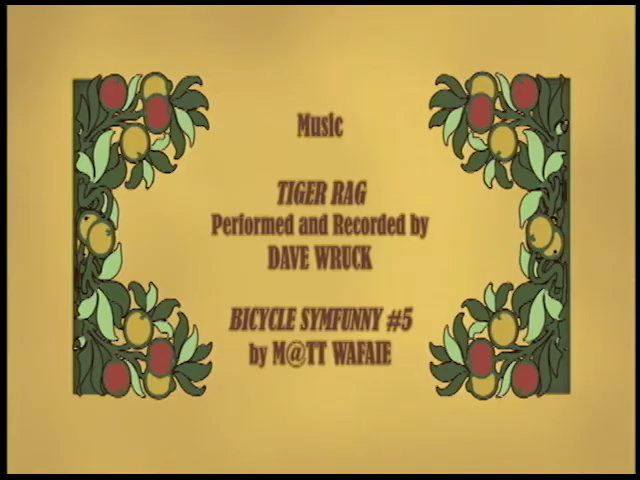 Music
TIGER RAG
Performed and Recorded by
DAVE WRUCK
BICYCLE SYMFUNNY #5
by M@TT WAFAIE